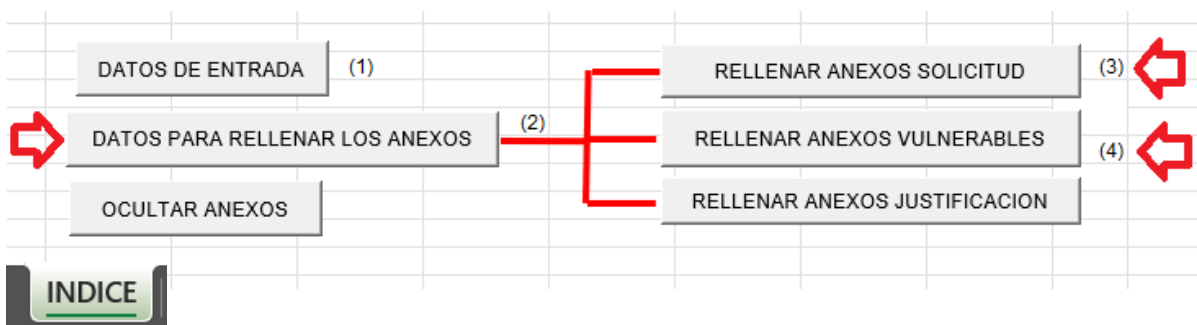 DATOS DE ENTRADA (1)
RELLENAR ANEXOS SOLICITUD (3)
DATOS PARA RELLENAR LOS ANEXOS (2)
RELLENAR ANEXOS VULNERABLES (4)
OCULTAR ANEXOS
RELLENAR ANEXOS JUSTIFICACION
INDICE